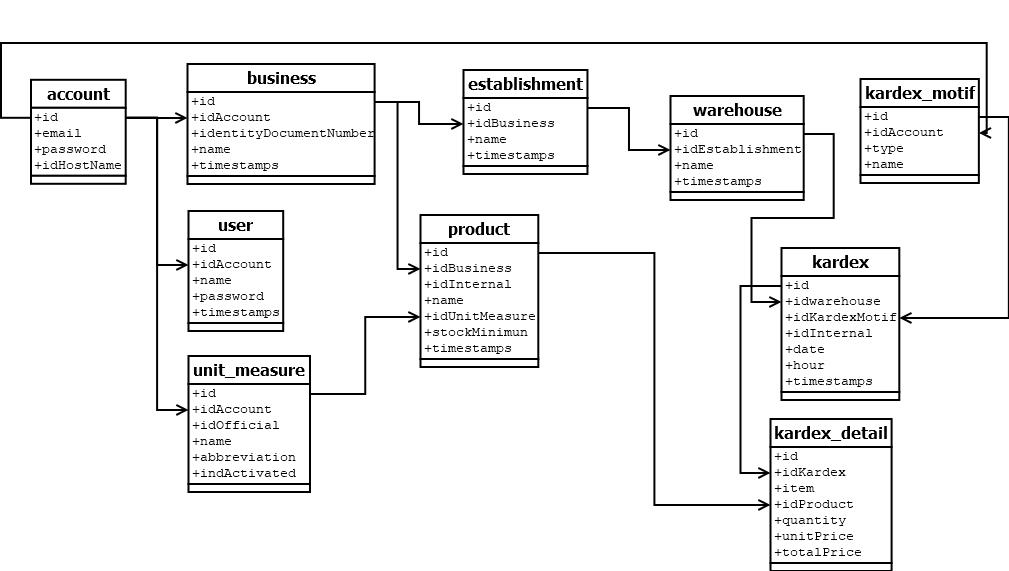 account
+id
+email
+password
+idHostName
business
+id
+idAccount
+identityDocumentNumber
+name
+timestamps
establishment
+id
+idBusiness
+name
+timestamps
warehouse
+id
+idEstablishment
+name
+timestamps
kardex_motif
+id
+idAccount
+type
+name
user
+id
+idAccount
+name
+password
+timestamps
product
+id
+idBusiness
+idInternal
+name
+idUnitMeasure
+stockMinimun
+timestamps
kardex
+id
+idwarehouse
+idKardexMotif
+idInternal
+date
+hour
+timestamps
unit_measure
+id
+idAccount
+idOfficial
+name
+abbreviation
+indActivated
kardex_detail
+id
+idKardex
+item
+idProduct
+quantity
+unitPrice
+totalPrice